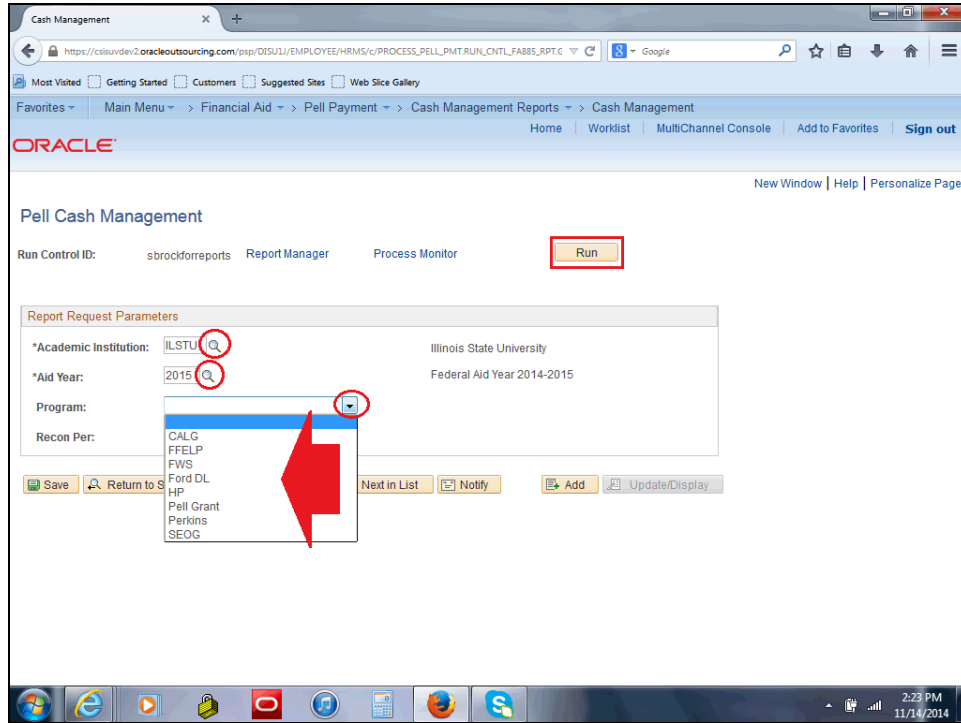 Cash Management
https://csisuvdev2.oracleoutsourcing.com/psp/DISU1J/EMPLOYEE/HRMS/c/PROCESS_PELL_PMT.RUN_CNTL_FA885_RPT.G
Google
Most Visited Getting Started Customers Suggested Sites Web Slice Gallery
Favorites Main Menu > Financial Aid > Pell Payment > Cash Management Reports > Cash Management
Home Worklist MultiChannel Console Add to Favorites Sign out
ORACLE
New Window | Help | Personalize Page
Pell Cash Management
Run Control ID: sbrockforreports Report Manager Process Monitor Run
Report Request Parameters
*Academic Institution: ILSTU Illinois State University
*Aid Year: 2015 Federal Aid Year 2014-2015
Program:
Recon Per:
CALG
FFELP
FWS
Ford DL
HP
Pell Grant
Perkins
SEOG
Save Return to S Next in List Notify Add Update/Display
2:23 PM
11/14/2014